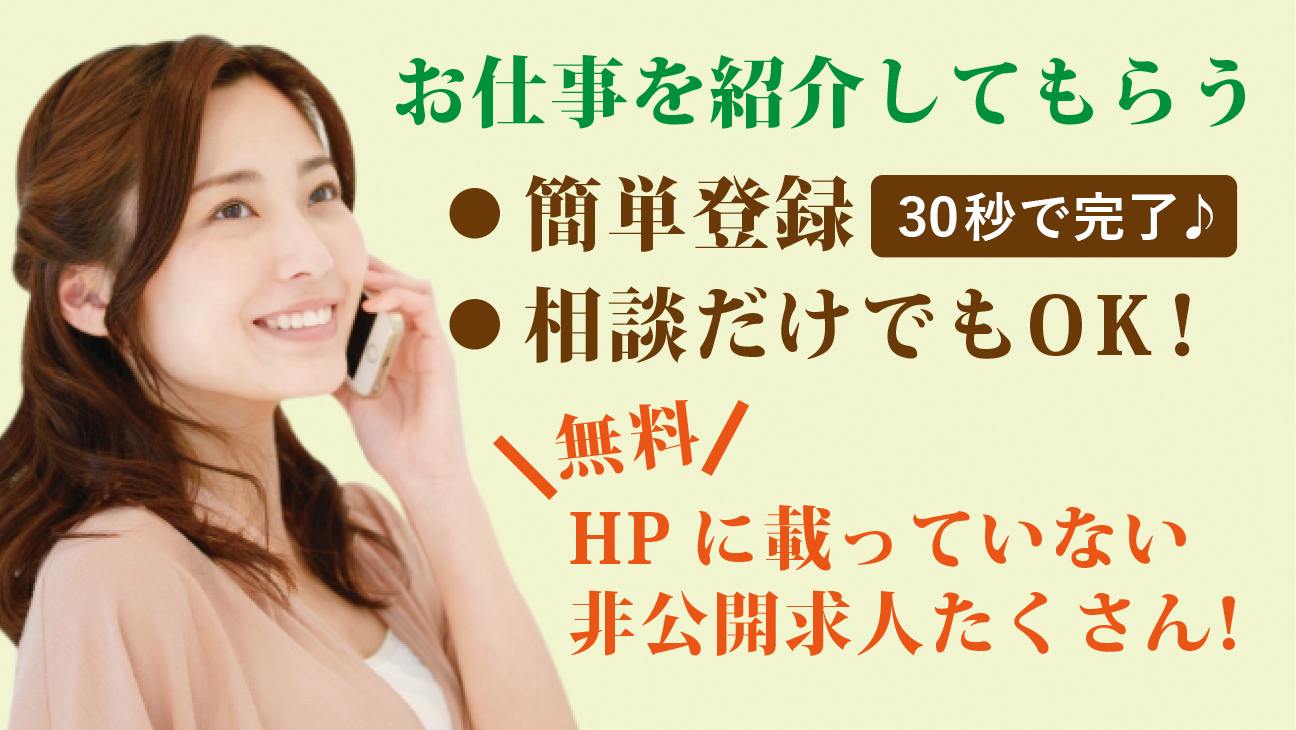 お仕事を紹介してもらう
●簡単登録 30秒で完了♪
●相談だけでもOK!
\無料/
HPに載っていない
非公開求人たくさん!